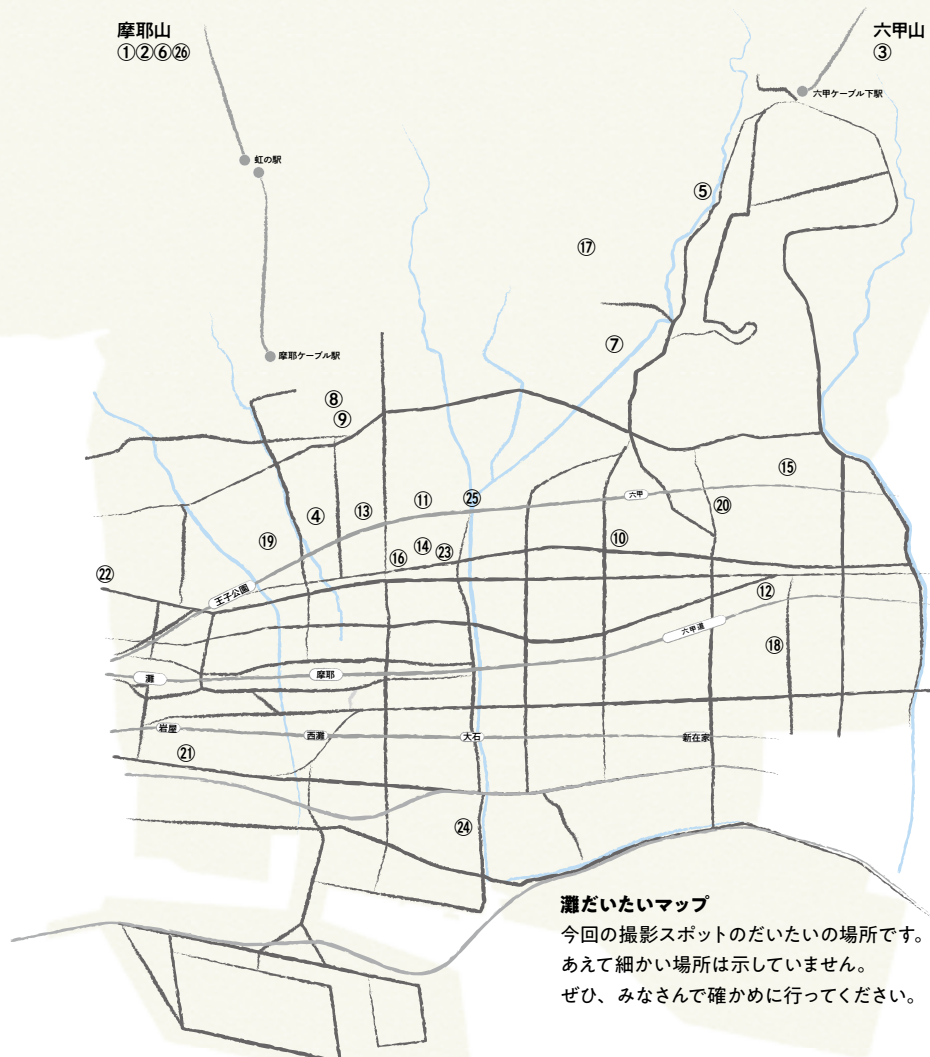 摩耶山
①②⑥㉖
六甲山
③
六甲ケーブル下駅
虹の駅
⑤
⑰
⑦
摩耶ケーブル駅
⑧
⑨
⑮
⑪
㉕
六甲
⑳
④
⑬
⑲
⑩
⑯
⑭
㉓
㉒
王子公園
⑫
六甲道
⑱
灘
摩耶
岩屋
西灘
大石
新在家
㉑
㉔
灘だいたいマップ
今回の撮影スポットのだいたいの場所です。
あえて細かい場所は示していません。
ぜひ、みなさんで確かめに行ってください。